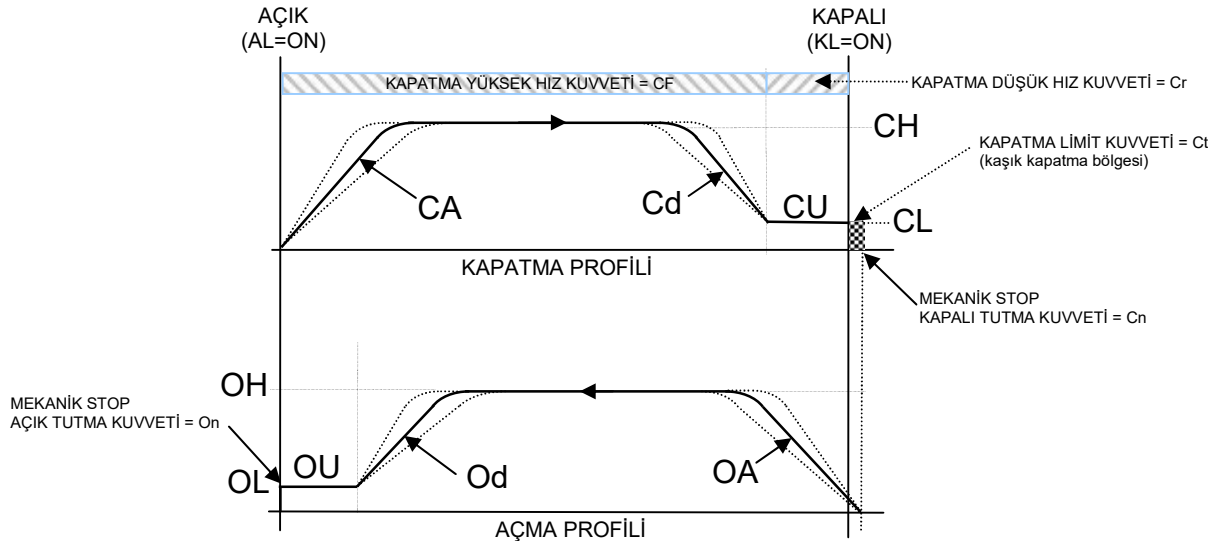 AÇIK
(AL=ON)
KAPALI
(KL=ON)
KAPATMA YÜKSEK HIZ KUVVETİ = CF
KAPATMA DÜŞÜK HIZ KUVVETİ = Cr
CH
KAPATMA LİMİT KUVVETİ = Ct
(kaşık kapatma bölgesi)
CA
Cd
CU
CL
KAPATMA PROFİLİ
MEKANİK STOP
KAPALI TUTMA KUVVETİ = Cn
OH
MEKANİK STOP
AÇIK TUTMA KUVVETİ = On
OU
Od
OA
OL
AÇMA PROFİLİ